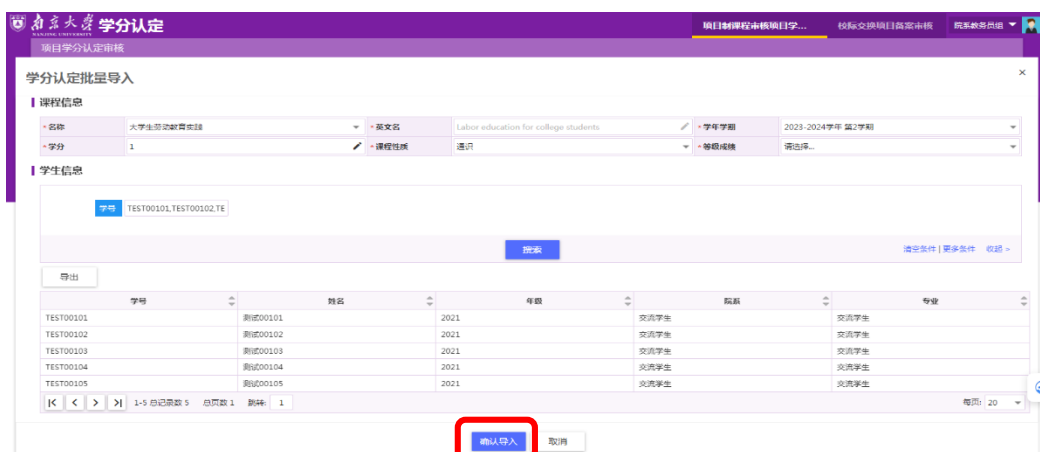 南京大学 学分认定 项目制课程审核项目学... 校际交换项目备案审核 院系教务员组
NANJING UNIVERSITY
项目学分认定审核
学分认定批量导入 ×
课程信息
*名称 大学生劳动教育实践 *英文名 Labor education for college students *学年学期 2023-2024学年 第2学期
*学分 1 *课程性质 通识 *等级成绩 请选择...
学生信息
学号 TEST00101,TEST00102,TE
搜索 清空条件 | 更多条件 收起 >
导出
学号 姓名 年级 院系 专业
TEST00101 测试00101 2021 交流学生 交流学生
TEST00102 测试00102 2021 交流学生 交流学生
TEST00103 测试00103 2021 交流学生 交流学生
TEST00104 测试00104 2021 交流学生 交流学生
TEST00105 测试00105 2021 交流学生 交流学生
1-5 总记录数 5 总页数 1 跳转: 1 每页: 20
确认导入 取消